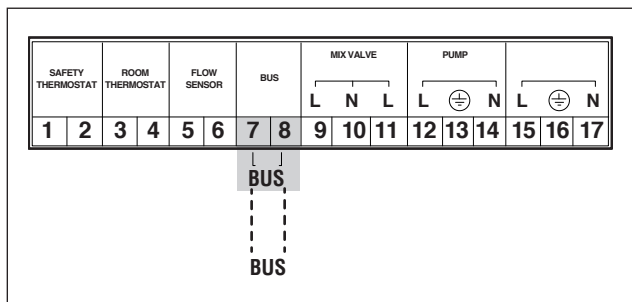 SAFETY THERMOSTAT
ROOM THERMOSTAT
FLOW SENSOR
BUS
MIX VALVE
PUMP
L N L L N L N
1 2 3 4 5 6 7 8 9 10 11 12 13 14 15 16 17
BUS
BUS